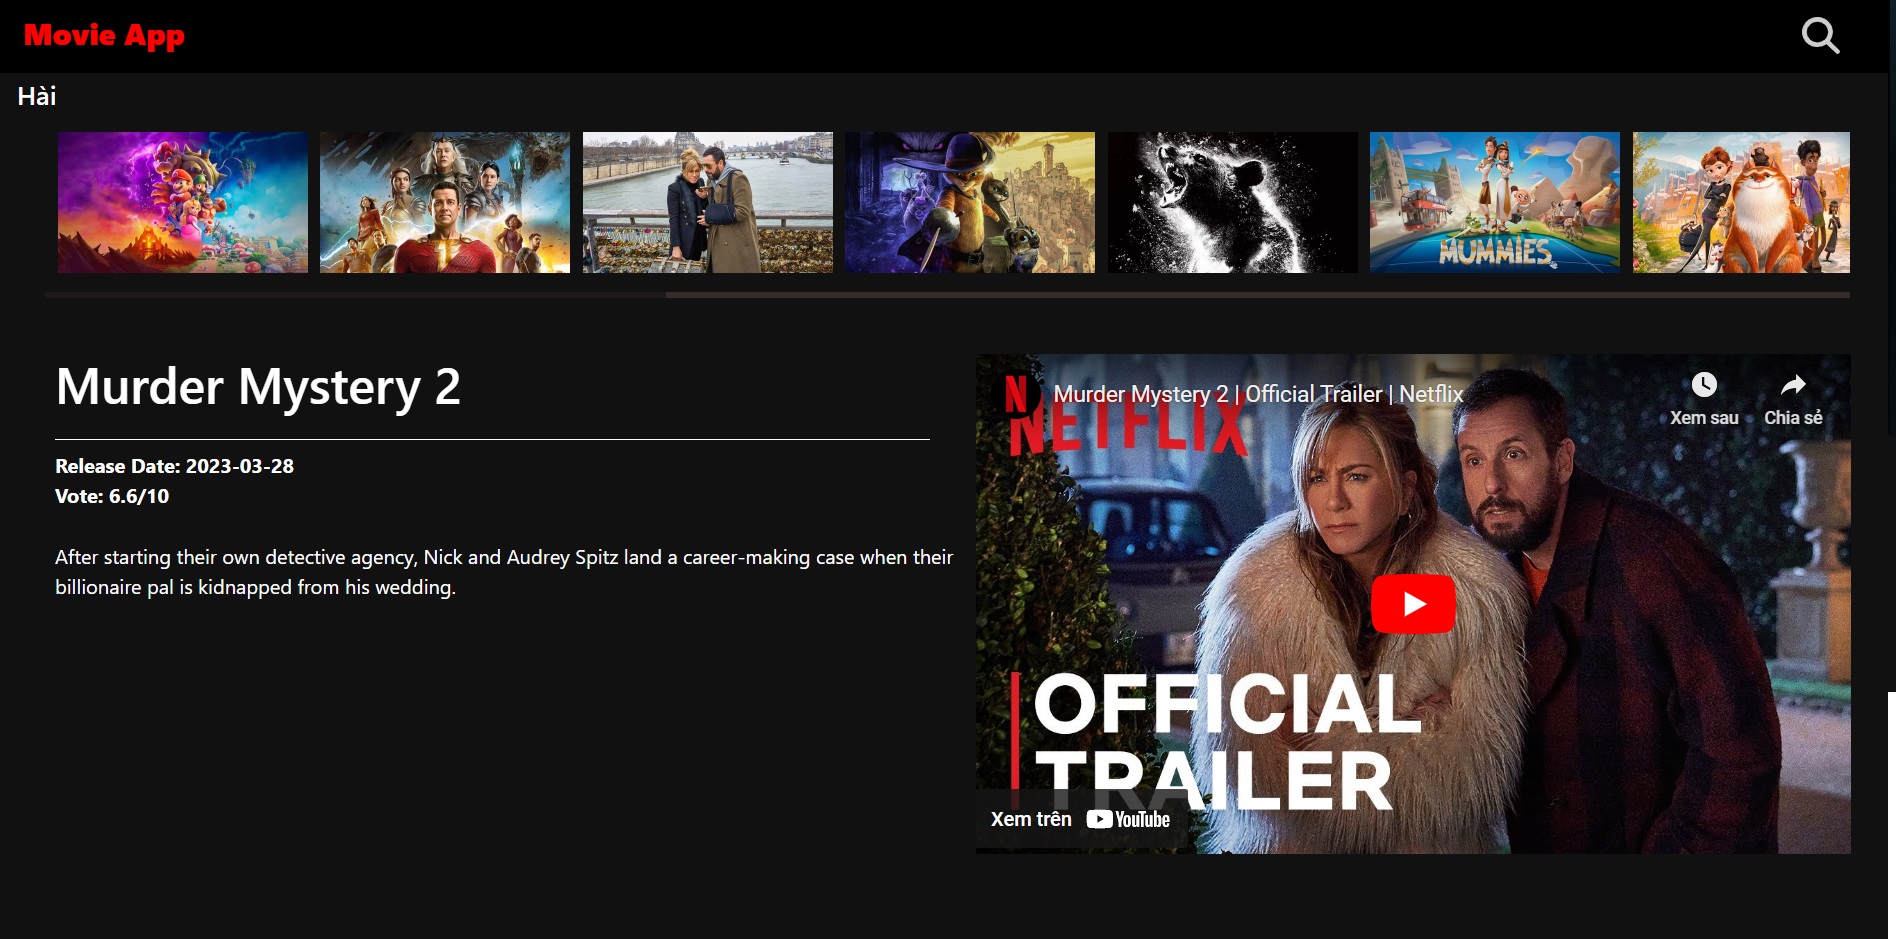 Movie App
Hài
MUMMIES
Murder Mystery 2
Release Date: 2023-03-28
Vote: 6.6/10
After starting their own detective agency, Nick and Audrey Spitz land a career-making case when their
billionaire pal is kidnapped from his wedding.
N
Murder Mystery 2 | Official Trailer | Netflix
Xem sau
Chia sẻ
NETFLIX
OFFICIAL
TRAILER
Xem trên YouTube